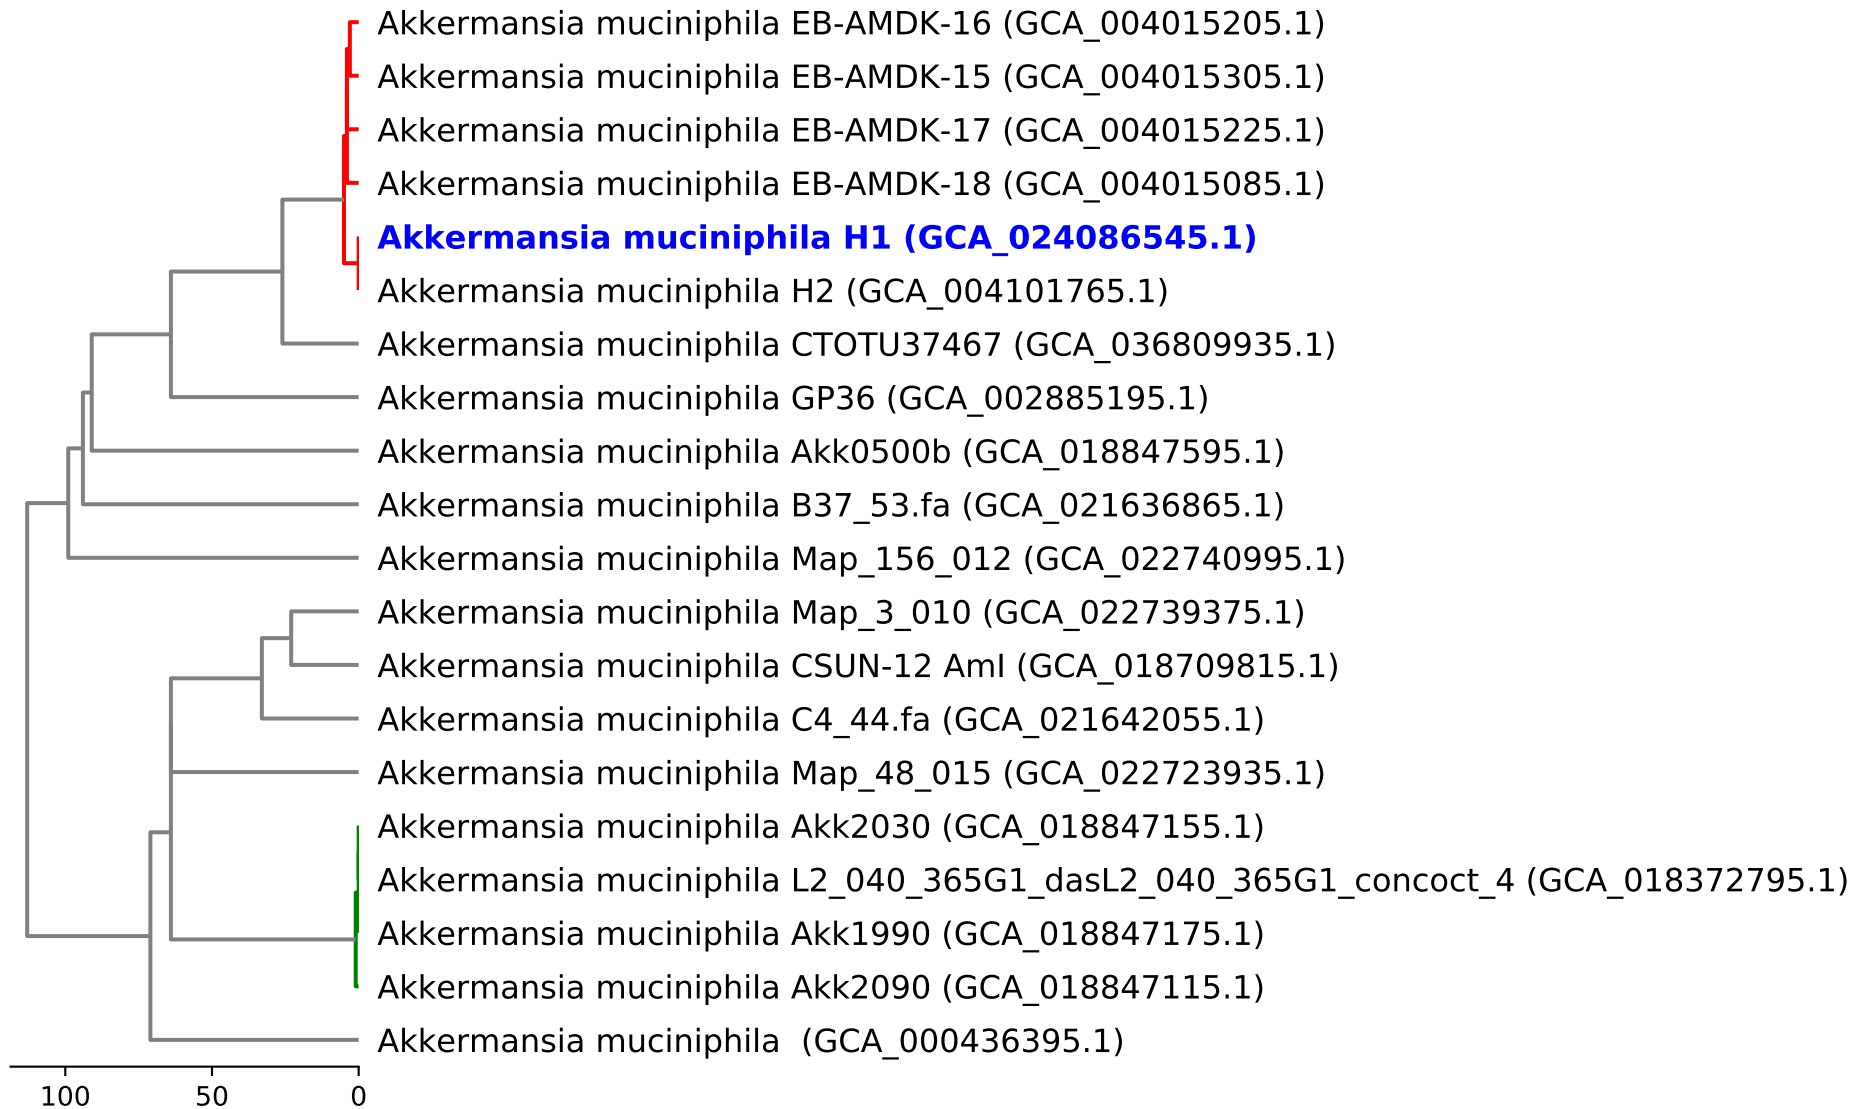 Akkermansia muciniphila EB-AMDK-16 (GCA_004015205.1)
Akkermansia muciniphila EB-AMDK-15 (GCA_004015305.1)
Akkermansia muciniphila EB-AMDK-17 (GCA_004015225.1)
Akkermansia muciniphila EB-AMDK-18 (GCA_004015085.1)
Akkermansia muciniphila H1 (GCA_024086545.1)
Akkermansia muciniphila H2 (GCA_004101765.1)
Akkermansia muciniphila CTOTU37467 (GCA_036809935.1)
Akkermansia muciniphila GP36 (GCA_002885195.1)
Akkermansia muciniphila Akk0500b (GCA_018847595.1)
Akkermansia muciniphila B37_53.fa (GCA_021636865.1)
Akkermansia muciniphila Map_156_012 (GCA_022740995.1)
Akkermansia muciniphila Map_3_010 (GCA_022739375.1)
Akkermansia muciniphila CSUN-12 AmI (GCA_018709815.1)
Akkermansia muciniphila C4_44.fa (GCA_021642055.1)
Akkermansia muciniphila Map_48_015 (GCA_022723935.1)
Akkermansia muciniphila Akk2030 (GCA_018847155.1)
Akkermansia muciniphila L2_040_365G1_dasL2_040_365G1_concoct_4 (GCA_018372795.1)
Akkermansia muciniphila Akk1990 (GCA_018847175.1)
Akkermansia muciniphila Akk2090 (GCA_018847115.1)
Akkermansia muciniphila (GCA_000436395.1)
100 50 0